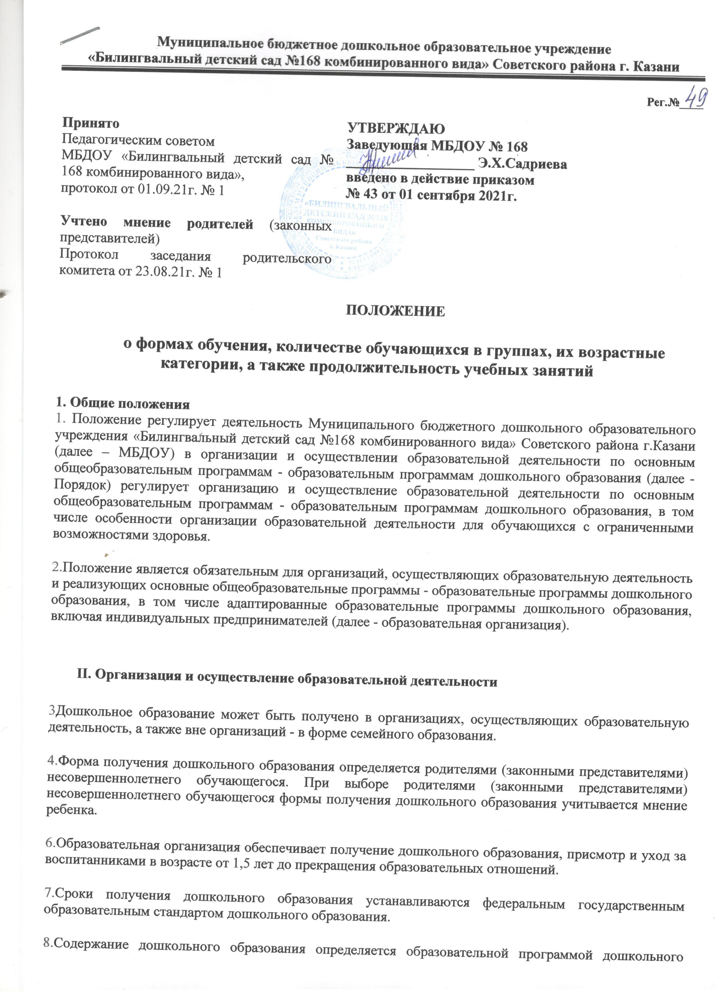 Муниципальное бюджетное дошкольное образовательное учреждение
«Билингвальный детский сад №168 комбинированного вида» Советского района г. Казани
Рег.№ 49
Принято
Педагогическим советом
МБДОУ «Билингвальный детский сад №
168 комбинированного вида»,
протокол от 01.09.21г. № 1
Учтено мнение родителей (законных
представителей)
Протокол заседания родительского
комитета от 23.08.21г. № 1
УТВЕРЖДАЮ
Заведующая МБДОУ № 168
Э.Х.Садриева
введено в действие приказом
№ 43 от 01 сентября 2021г.
«БИЛИНГВАЛЬНЫЙ
ДЕТСКИЙ САД №168
КОМБИНИРОВАННОГО
ВИДА»
Советского района
г. Казани
ПОЛОЖЕНИЕ
о формах обучения, количестве обучающихся в группах, их возрастные
категории, а также продолжительность учебных занятий
1. Общие положения
1. Положение регулирует деятельность Муниципального бюджетного дошкольного образовательного
учреждения «Билингвальный детский сад №168 комбинированного вида» Советского района г.Казани
(далее – МБДОУ) в организации и осуществлении образовательной деятельности по основным
общеобразовательным программам - образовательным программам дошкольного образования (далее -
Порядок) регулирует организацию и осуществление образовательной деятельности по основным
общеобразовательным программам - образовательным программам дошкольного образования, в том
числе особенности организации образовательной деятельности для обучающихся с ограниченными
возможностями здоровья.
2.Положение является обязательным для организаций, осуществляющих образовательную деятельность
и реализующих основные общеобразовательные программы - образовательные программы дошкольного
образования, в том числе адаптированные образовательные программы дошкольного образования,
включая индивидуальных предпринимателей (далее - образовательная организация).
II. Организация и осуществление образовательной деятельности
3Дошкольное образование может быть получено в организациях, осуществляющих образовательную
деятельность, а также вне организаций - в форме семейного образования.
4.Форма получения дошкольного образования определяется родителями (законными представителями)
несовершеннолетнего обучающегося. При выборе родителями (законными представителями)
несовершеннолетнего обучающегося формы получения дошкольного образования учитывается мнение
ребенка.
6.Образовательная организация обеспечивает получение дошкольного образования, присмотр и уход за
воспитанниками в возрасте от 1,5 лет до прекращения образовательных отношений.
7.Сроки получения дошкольного образования устанавливаются федеральным государственным
образовательным стандартом дошкольного образования.
8.Содержание дошкольного образования определяется образовательной программой дошкольного